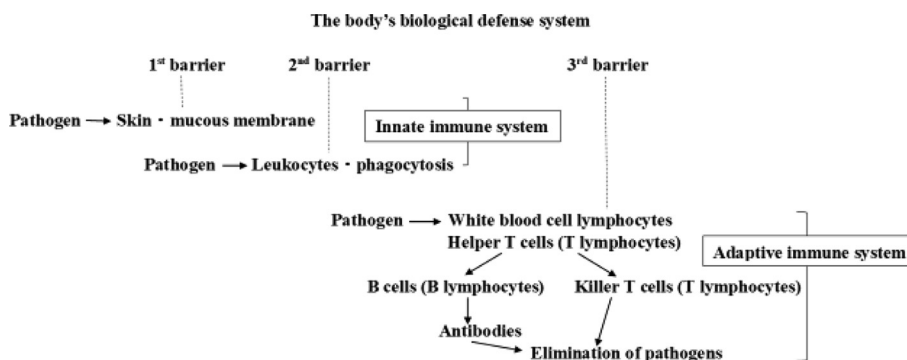 The body's biological defense system
1st barrier 2nd barrier 3rd barrier
Pathogen → Skin・mucous membrane
Innate immune system
Pathogen → Leukocytes・phagocytosis
Pathogen → White blood cell lymphocytes
Helper T cells (T lymphocytes)
Adaptive immune system
B cells (B lymphocytes) Killer T cells (T lymphocytes)
Antibodies
Elimination of pathogens